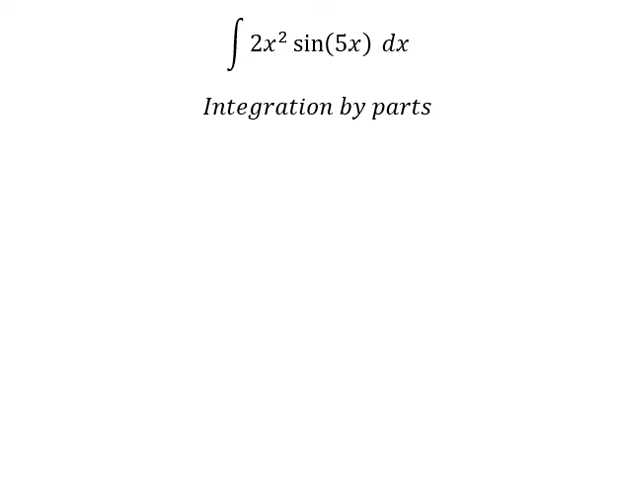 ∫ 2x² sin(5x) dx
Integration by parts